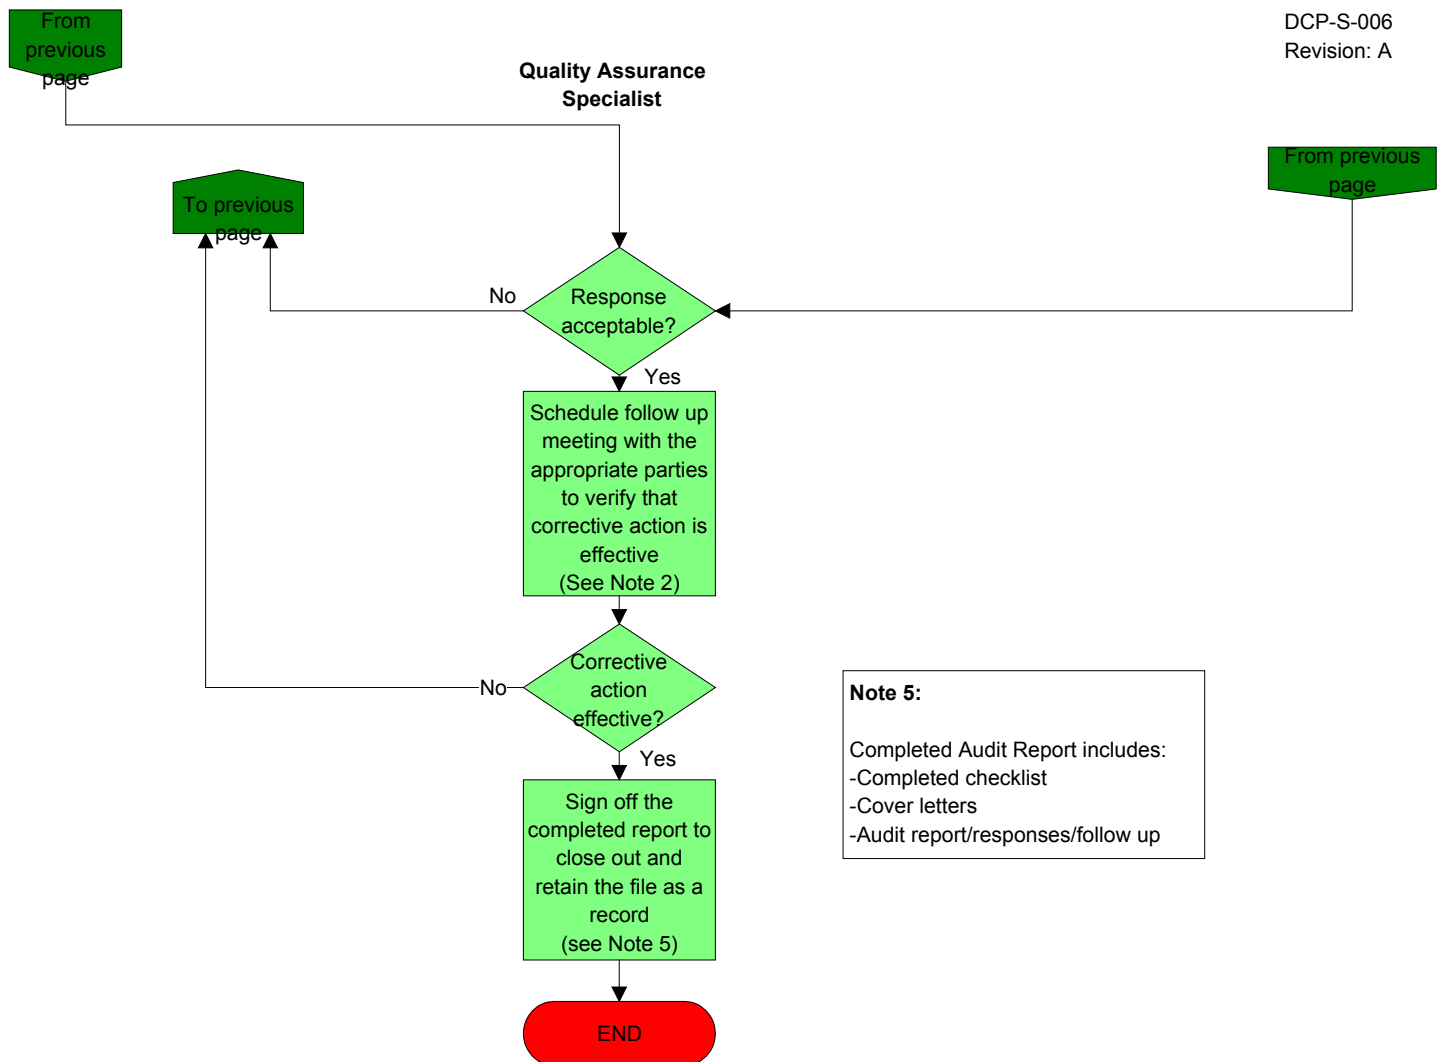 From
previous
page
DCP-S-006
Revision: A
Quality Assurance
Specialist
From previous
page
To previous
page
No
Response
acceptable?
Yes
Schedule follow up
meeting with the
appropriate parties
to verify that
corrective action is
effective
(See Note 2)
No
Corrective
action
effective?
Yes
Note 5:
Completed Audit Report includes:
-Completed checklist
-Cover letters
-Audit report/responses/follow up
Sign off the
completed report to
close out and
retain the file as a
record
(see Note 5)
END